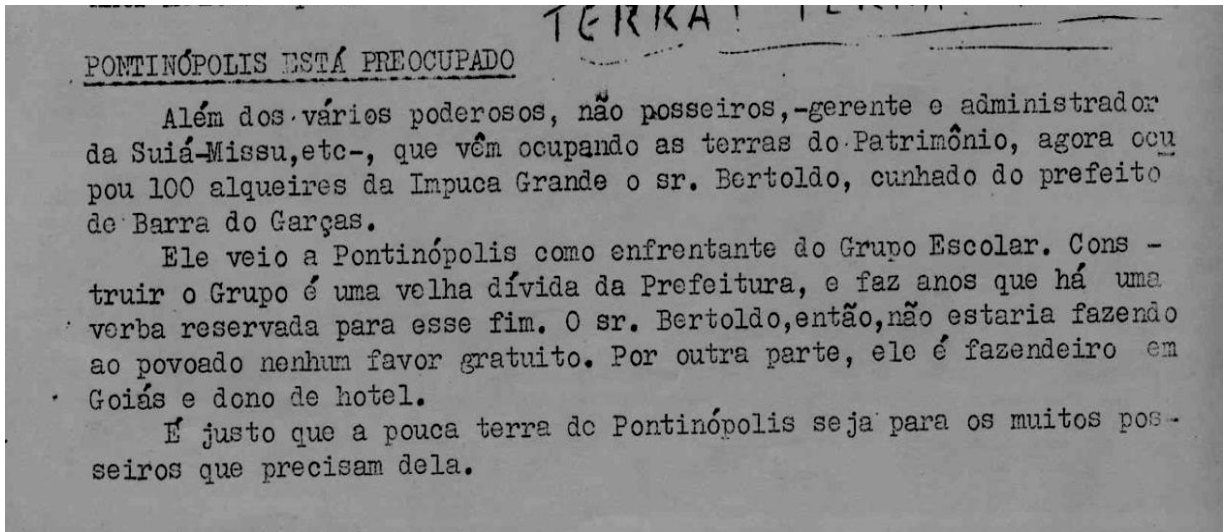 TERRA! TERRA!
PONTINÓPOLIS ESTÁ PREOCUPADO
Além dos vários poderosos, não posseiros,-gerente e administrador
da Suiá-Missu,etc-, que vêm ocupando as terras do Patrimônio, agora ocu
pou 100 alqueires da Impuca Grande o sr. Bertoldo, cunhado do prefeito
de Barra do Garças.
Ele veio a Pontinópolis como enfrentante do Grupo Escolar. Cons -
truir o Grupo é uma velha dívida da Prefeitura, e faz anos que há uma
verba reservada para esse fim. O sr. Bertoldo,então,não estaria fazendo
ao povoado nenhum favor gratuito. Por outra parte, ele é fazendeiro em
Goiás e dono de hotel.
É justo que a pouca terra de Pontinópolis seja para os muitos pos-
seiros que precisam dela.